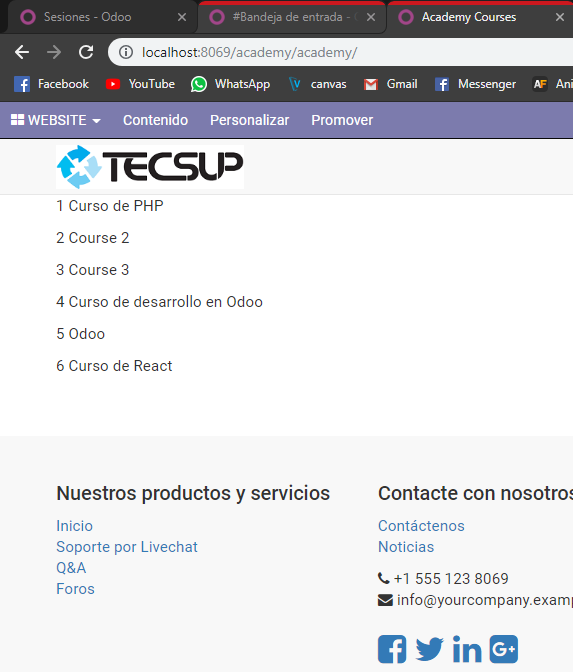 Sesiones - Odoo
#Bandeja de entrada -
Academy Courses
localhost:8069/academy/academy/
Facebook YouTube WhatsApp canvas Gmail Messenger Ani
WEBSITE Contenido Personalizar Promover
TECSUP
1 Curso de PHP
2 Course 2
3 Course 3
4 Curso de desarrollo en Odoo
5 Odoo
6 Curso de React
Nuestros productos y servicios
Inicio
Soporte por Livechat
Q&A
Foros
Contacte con nosotros
Contáctenos
Noticias
+1 555 123 8069
info@yourcompany.examp